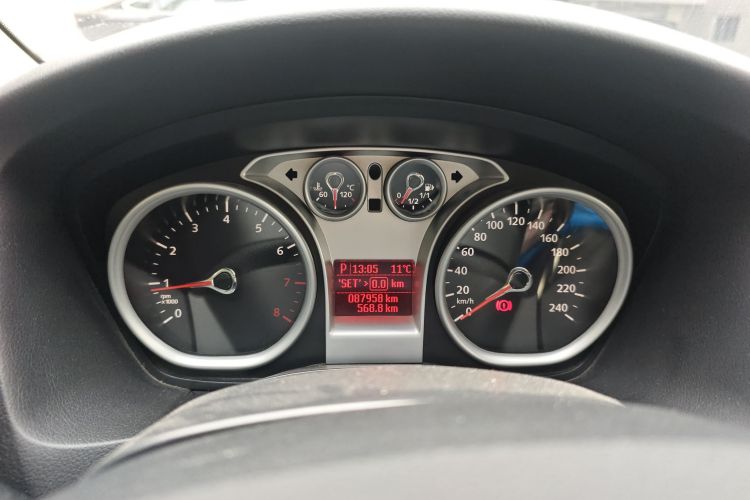 60 120 °C
0 1/2 1/1
0 1 2 3 4 5 6 7 8
rpm
x1000
P 13:05 11°C
'SET'> 0.0 km
087958 km
568.8 km
0 20 40 60 80 100 120 140 160 180 200 220 240
km/h